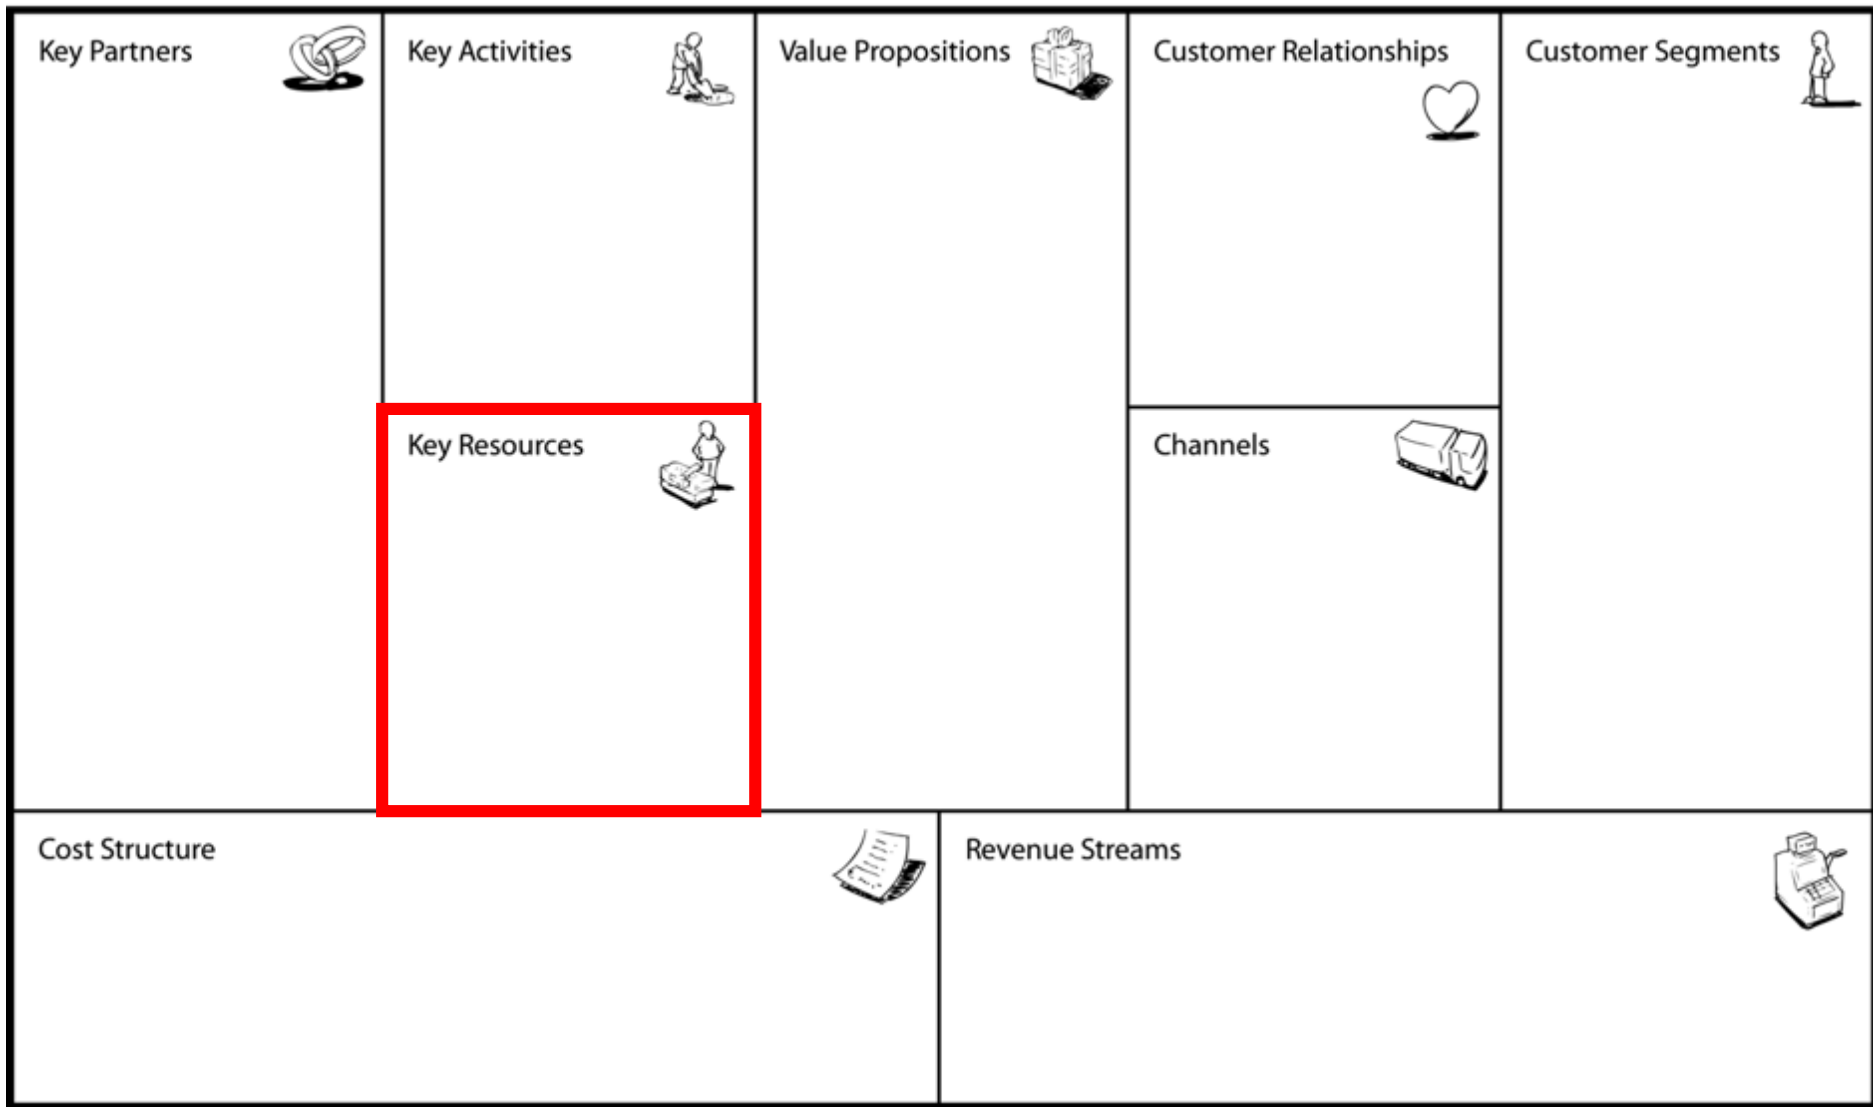 Key Partners
Key Activities
Value Propositions
Customer Relationships
Customer Segments
Key Resources
Channels
Cost Structure
Revenue Streams